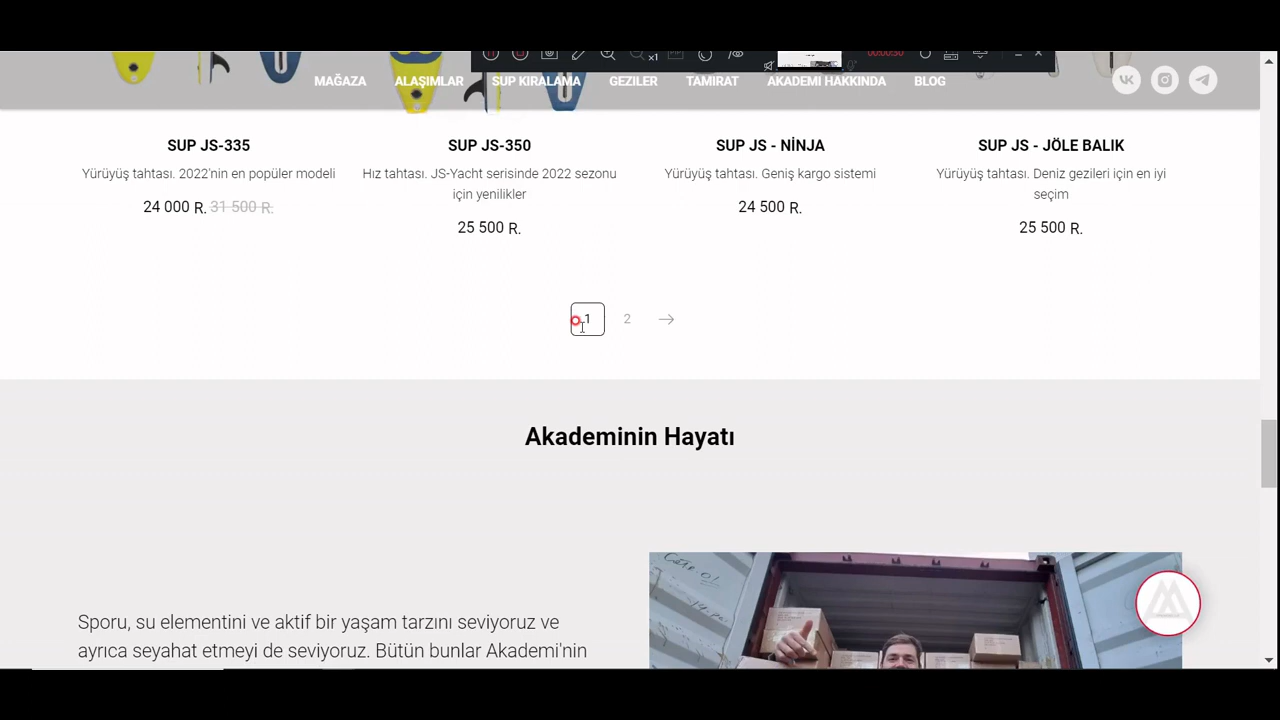 x1
00:00:30
MAĞAZA ALAŞIMLAR SUP KIRALAMA GEZILER TAMIRAT AKADEMI HAKKINDA BLOG
SUP JS-335
Yürüyüş tahtası. 2022'nin en popüler modeli
24 000 R. 31 500 R.
SUP JS-350
Hız tahtası. JS-Yacht serisinde 2022 sezonu
için yenilikler
25 500 R.
SUP JS - NİNJA
Yürüyüş tahtası. Geniş kargo sistemi
24 500 R.
SUP JS - JÖLE BALIK
Yürüyüş tahtası. Deniz gezileri için en iyi
seçim
25 500 R.
1 2
Akademinin Hayatı
Sporu, su elementini ve aktif bir yaşam tarzını seviyoruz ve
ayrıca seyahat etmeyi de seviyoruz. Bütün bunlar Akademi'nin